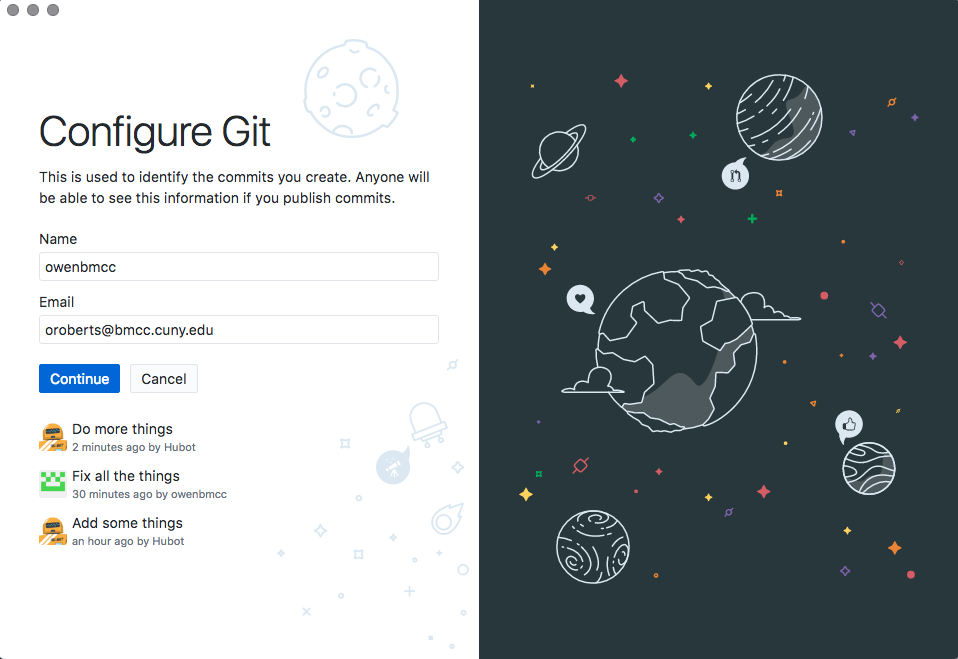 Configure Git
This is used to identify the commits you create. Anyone will
be able to see this information if you publish commits.
Name
owenbmcc
Email
oroberts@bmcc.cuny.edu
Continue
Cancel
Do more things
2 minutes ago by Hubot
Fix all the things
30 minutes ago by owenbmcc
Add some things
an hour ago by Hubot